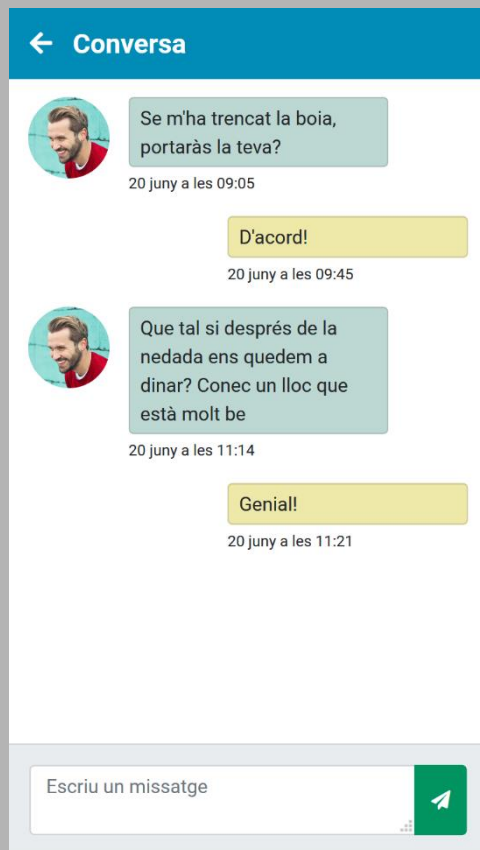 Conversa
Se m'ha trencat la boia,
portaràs la teva?
20 juny a les 09:05
D'acord!
20 juny a les 09:45
Que tal si després de la
nedada ens quedem a
dinar? Conec un lloc que
està molt be
20 juny a les 11:14
Genial!
20 juny a les 11:21
Escriu un missatge